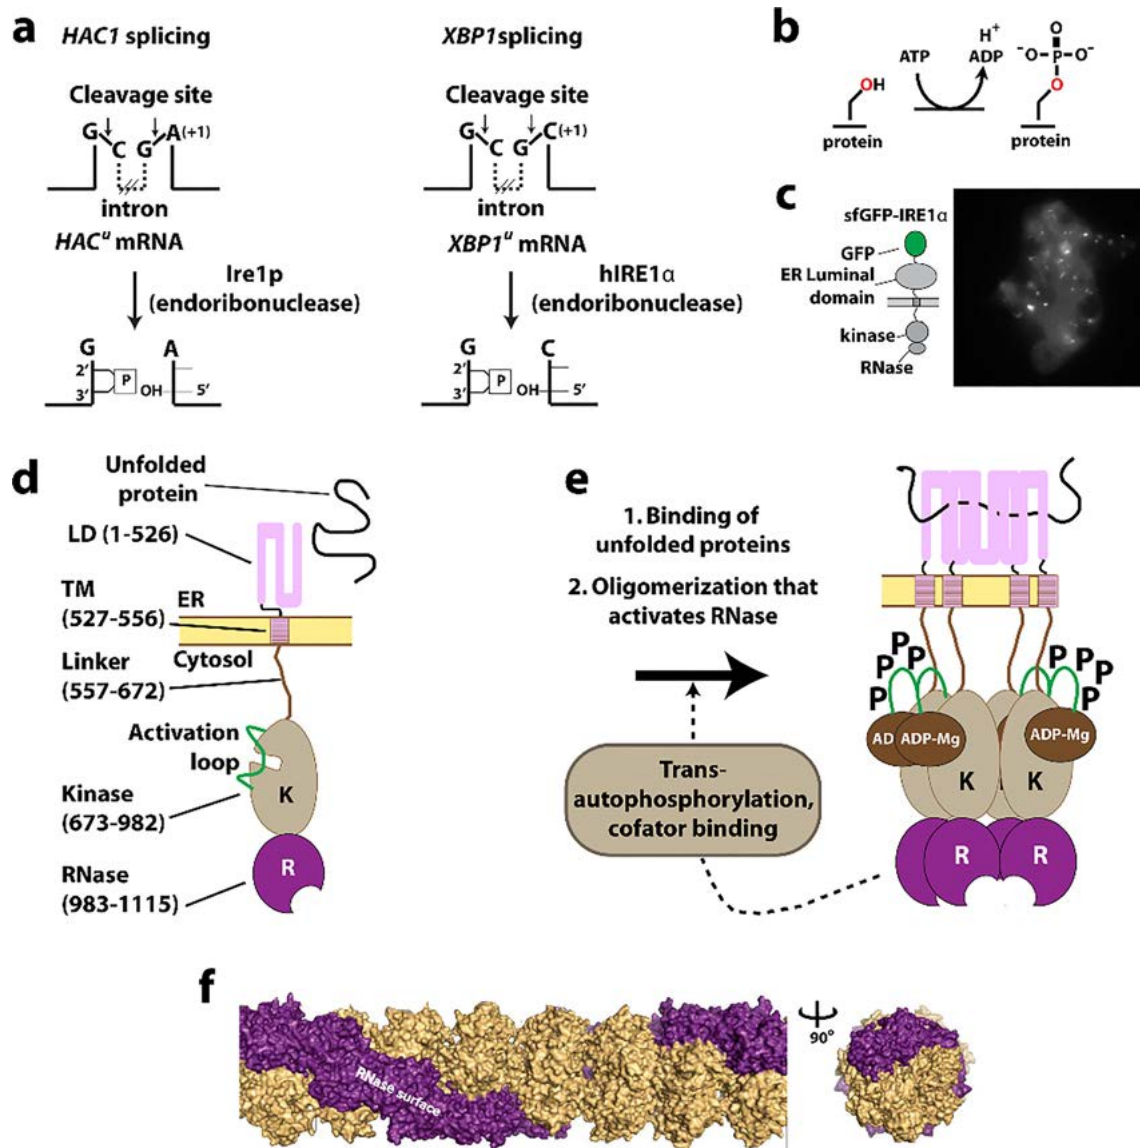 a
HAC1 splicing
Cleavage site
G
C
G
A(+1)
intron
HACᵘ mRNA
Ire1p
(endoribonuclease)
G
A
2′
3′
P
OH
5′
XBP1 splicing
Cleavage site
G
C
G
C(+1)
intron
XBP1ᵘ mRNA
hIRE1α
(endoribonuclease)
G
C
2′
3′
P
OH
5′
b
OH
protein
ATP
H⁺
ADP
O
⁻O-P-O⁻
O
protein
c
sfGFP-IRE1α
GFP
ER Luminal
domain
kinase
RNase
d
Unfolded
protein
LD (1-526)
TM
(527-556)
ER
Cytosol
Linker
(557-672)
Activation
loop
Kinase
(673-982)
K
RNase
(983-1115)
R
e
1. Binding of
unfolded proteins
2. Oligomerization that
activates RNase
Trans-
autophosphorylation,
cofator binding
P
P
P
P
P
P
P
P
AD
ADP-Mg
ADP-Mg
K
K
R
R
f
RNase surface
90°